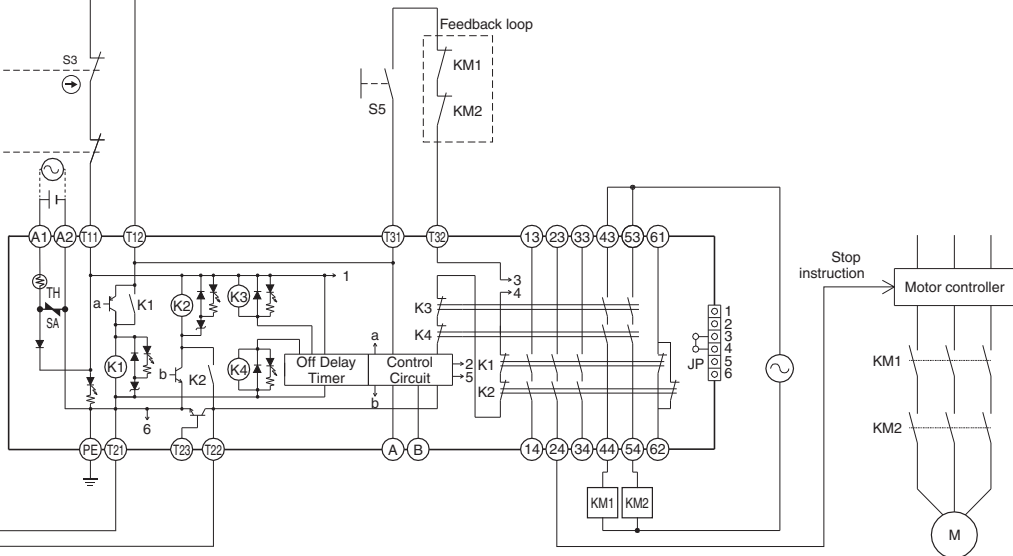 Feedback loop
S3
KM1
S5
KM2
A1 A2 T11 T12 T31 T32 13 23 33 43 53 61
Stop
instruction
Motor controller
1
3
4
TH
SA
a
K1
K2
K3
K3
K4
1
2
3
4
5
6
JP
a
K1
b
K2
K4
Off Delay
Timer
Control
Circuit
2
5
K1
K2
b
6
KM1
KM2
PE T21 T23 T22 A B 14 24 34 44 54 62
KM1 KM2
M